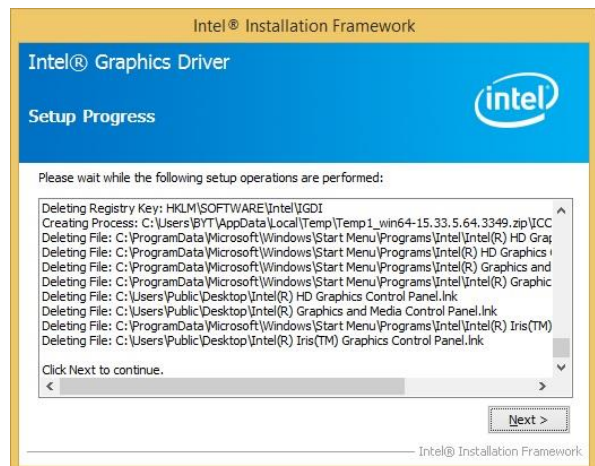 Intel® Installation Framework
Intel® Graphics Driver
intel
Setup Progress
Please wait while the following setup operations are performed:
Deleting Registry Key: HKLM\SOFTWARE\Intel\IGDI
Creating Process: C:\Users\BYT\AppData\Local\Temp\Temp1_win64-15.33.5.64.3349.zip\ICC
Deleting File: C:\ProgramData\Microsoft\Windows\Start Menu\Programs\Intel\Intel(R) HD Grap
Deleting File: C:\ProgramData\Microsoft\Windows\Start Menu\Programs\Intel\Intel(R) HD Graphics
Deleting File: C:\ProgramData\Microsoft\Windows\Start Menu\Programs\Intel\Intel(R) Graphics and
Deleting File: C:\ProgramData\Microsoft\Windows\Start Menu\Programs\Intel\Intel(R) Graphic
Deleting File: C:\Users\Public\Desktop\Intel(R) HD Graphics Control Panel.lnk
Deleting File: C:\Users\Public\Desktop\Intel(R) Graphics and Media Control Panel.lnk
Deleting File: C:\ProgramData\Microsoft\Windows\Start Menu\Programs\Intel\Intel(R) Iris(TM)
Deleting File: C:\Users\Public\Desktop\Intel(R) Iris(TM) Graphics Control Panel.lnk
Click Next to continue.
Next >
Intel® Installation Framework